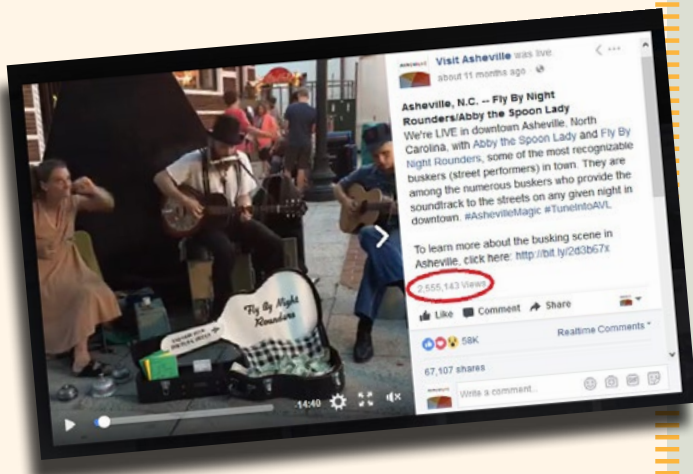 Visit Asheville was live.
about 11 months ago
Asheville, N.C. -- Fly By Night
Rounders/Abby the Spoon Lady
We're LIVE in downtown Asheville, North
Carolina, with Abby the Spoon Lady and Fly By
Night Rounders, some of the most recognizable
buskers (street performers) in town. They are
among the numerous buskers who provide the
soundtrack to the streets on any given night in
downtown. #AshevilleMagic #TuneIntoAVL
To learn more about the busking scene in
Asheville, click here: http://bit.ly/2d3b67x
2,555,143 Views
Like Comment Share
58K
Realtime Comments
67,107 shares
Write a comment...
Fly By Night
Rounders
-14:40